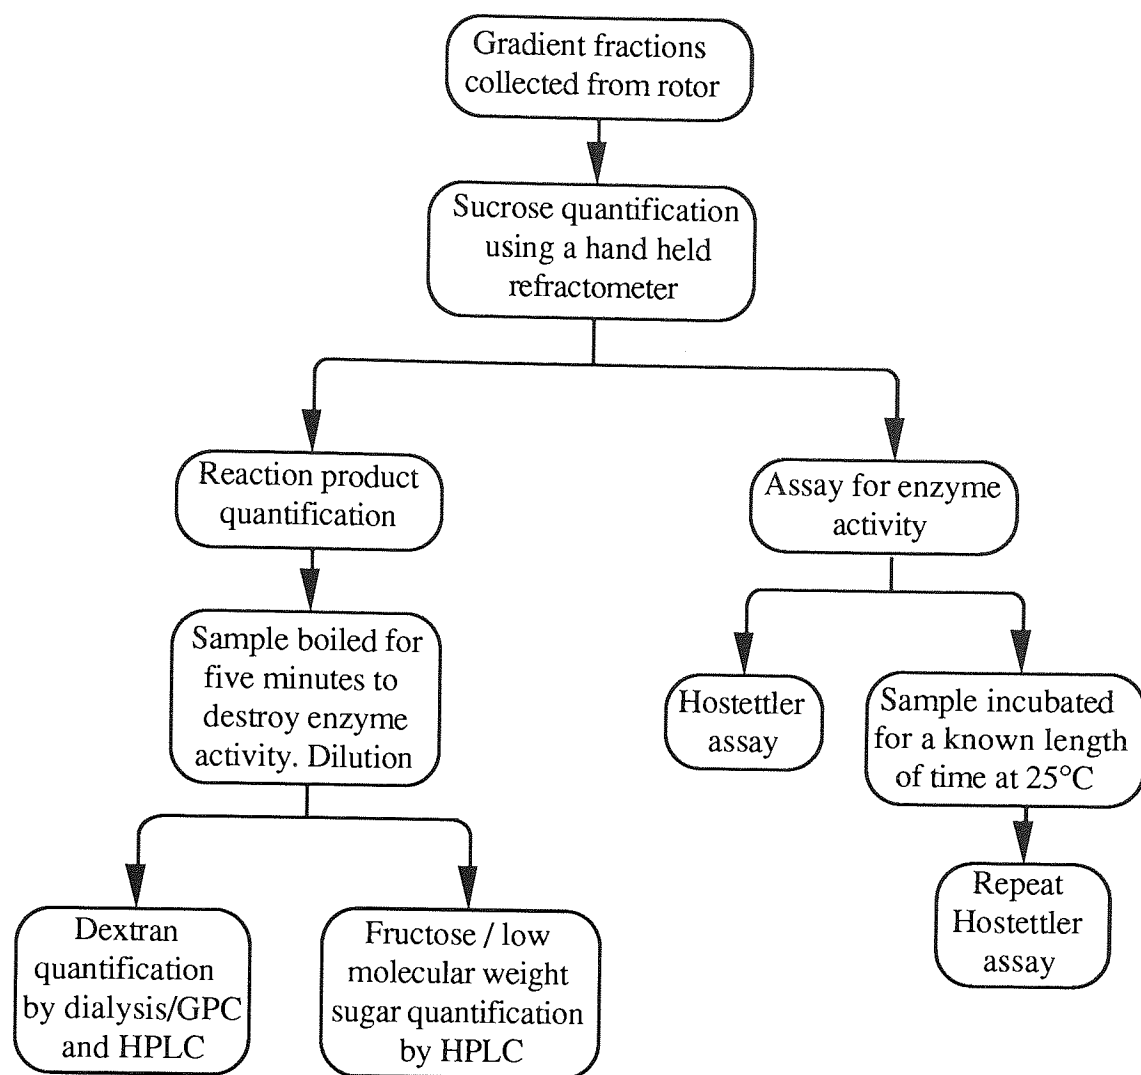 Gradient fractions
collected from rotor
Sucrose quantification
using a hand held
refractometer
Reaction product
quantification
Assay for enzyme
activity
Sample boiled for
five minutes to
destroy enzyme
activity. Dilution
Hostettler
assay
Sample incubated
for a known length
of time at 25°C
Repeat
Hostettler
assay
Dextran
quantification
by dialysis/GPC
and HPLC
Fructose / low
molecular weight
sugar quantification
by HPLC